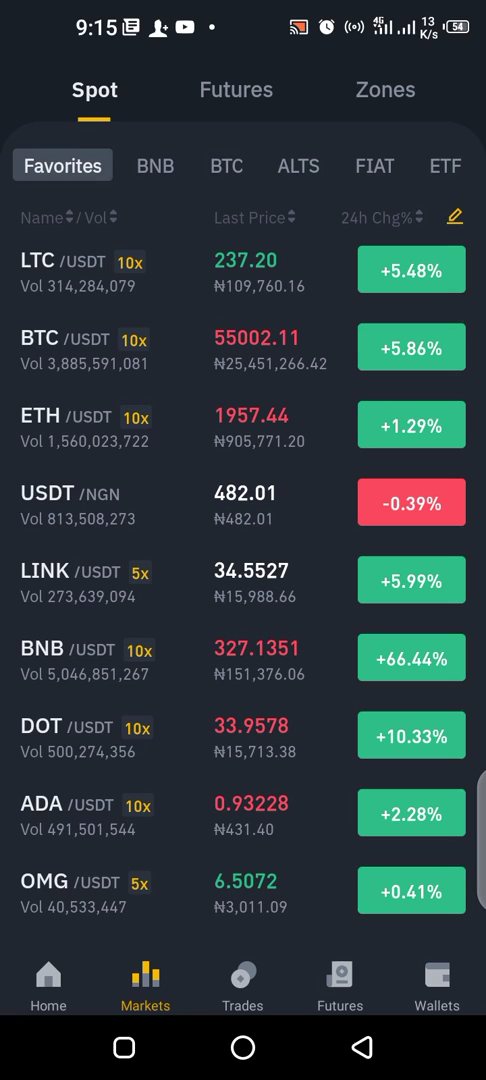 9:15 4G 13 K/s 54
Spot Futures Zones
Favorites BNB BTC ALTS FIAT ETF
Name / Vol Last Price 24h Chg%
LTC /USDT 10x 237.20 +5.48%
Vol 314,284,079 ₦109,760.16
BTC /USDT 10x 55002.11 +5.86%
Vol 3,885,591,081 ₦25,451,266.42
ETH /USDT 10x 1957.44 +1.29%
Vol 1,560,023,722 ₦905,771.20
USDT /NGN 482.01 -0.39%
Vol 813,508,273 ₦482.01
LINK /USDT 5x 34.5527 +5.99%
Vol 273,639,094 ₦15,988.66
BNB /USDT 10x 327.1351 +66.44%
Vol 5,046,851,267 ₦151,376.06
DOT /USDT 10x 33.9578 +10.33%
Vol 500,274,356 ₦15,713.38
ADA /USDT 10x 0.93228 +2.28%
Vol 491,501,544 ₦431.40
OMG /USDT 5x 6.5072 +0.41%
Vol 40,533,447 ₦3,011.09
Home Markets Trades Futures Wallets